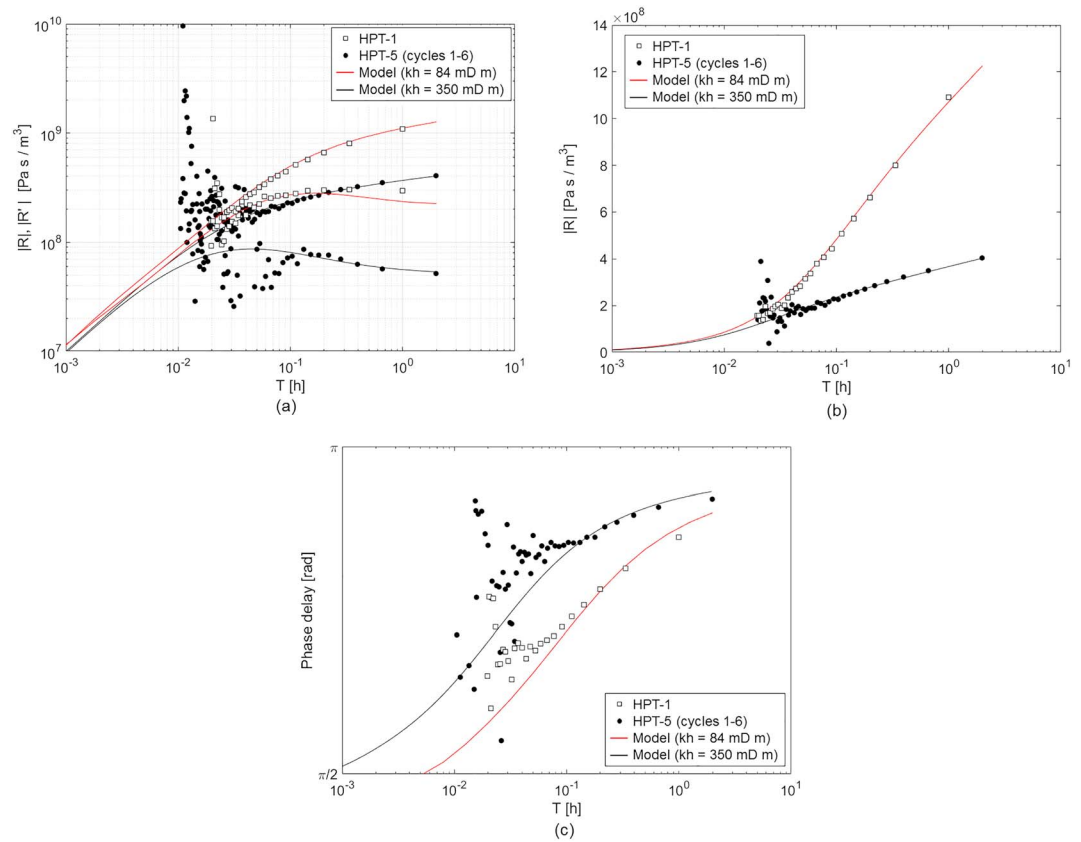 10^10
10^9
10^8
10^7
|R|, |R' | [Pa s / m^3]
HPT-1
HPT-5 (cycles 1-6)
Model (kh = 84 mD m)
Model (kh = 350 mD m)
10^-3 10^-2 10^-1 10^0 10^1
T [h]
(a)
×10^8
14
12
10
8
6
4
2
0
|R| [Pa s / m^3]
HPT-1
HPT-5 (cycles 1-6)
Model (kh = 84 mD m)
Model (kh = 350 mD m)
10^-3 10^-2 10^-1 10^0 10^1
T [h]
(b)
π
π/2
Phase delay [rad]
HPT-1
HPT-5 (cycles 1-6)
Model (kh = 84 mD m)
Model (kh = 350 mD m)
10^-3 10^-2 10^-1 10^0 10^1
T [h]
(c)